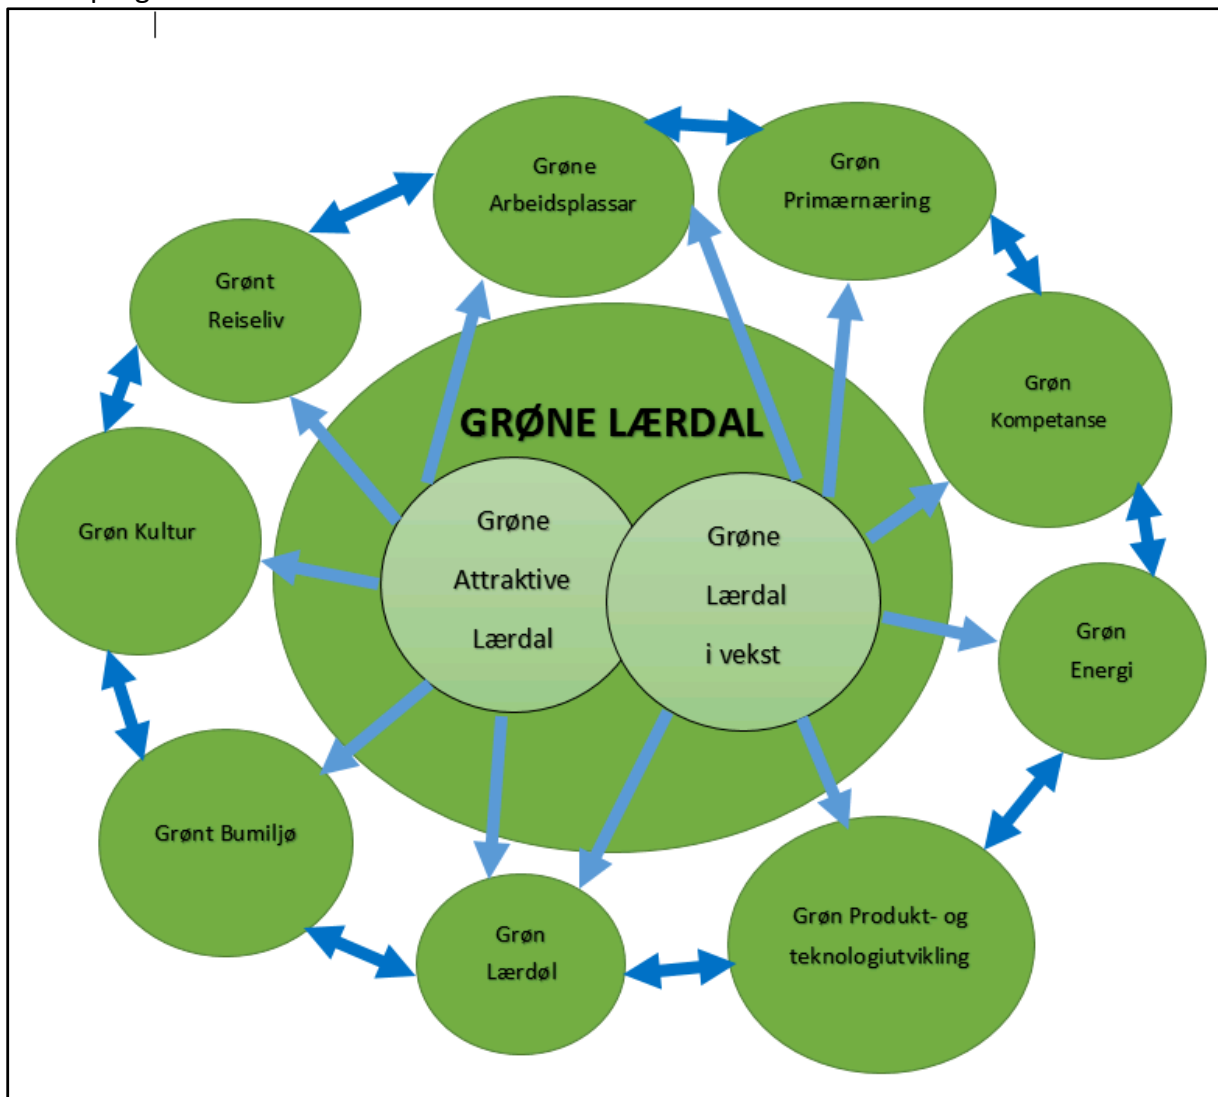 Grøne
Arbeidsplassar
Grøn
Primærnæring
Grønt
Reiseliv
Grøn
Kompetanse
GRØNE LÆRDAL
Grøn Kultur
Grøne
Attraktive
Lærdal
Grøne
Lærdal
i vekst
Grøn
Energi
Grønt Bumiljø
Grøn
Lærdøl
Grøn Produkt- og
teknologiutvikling